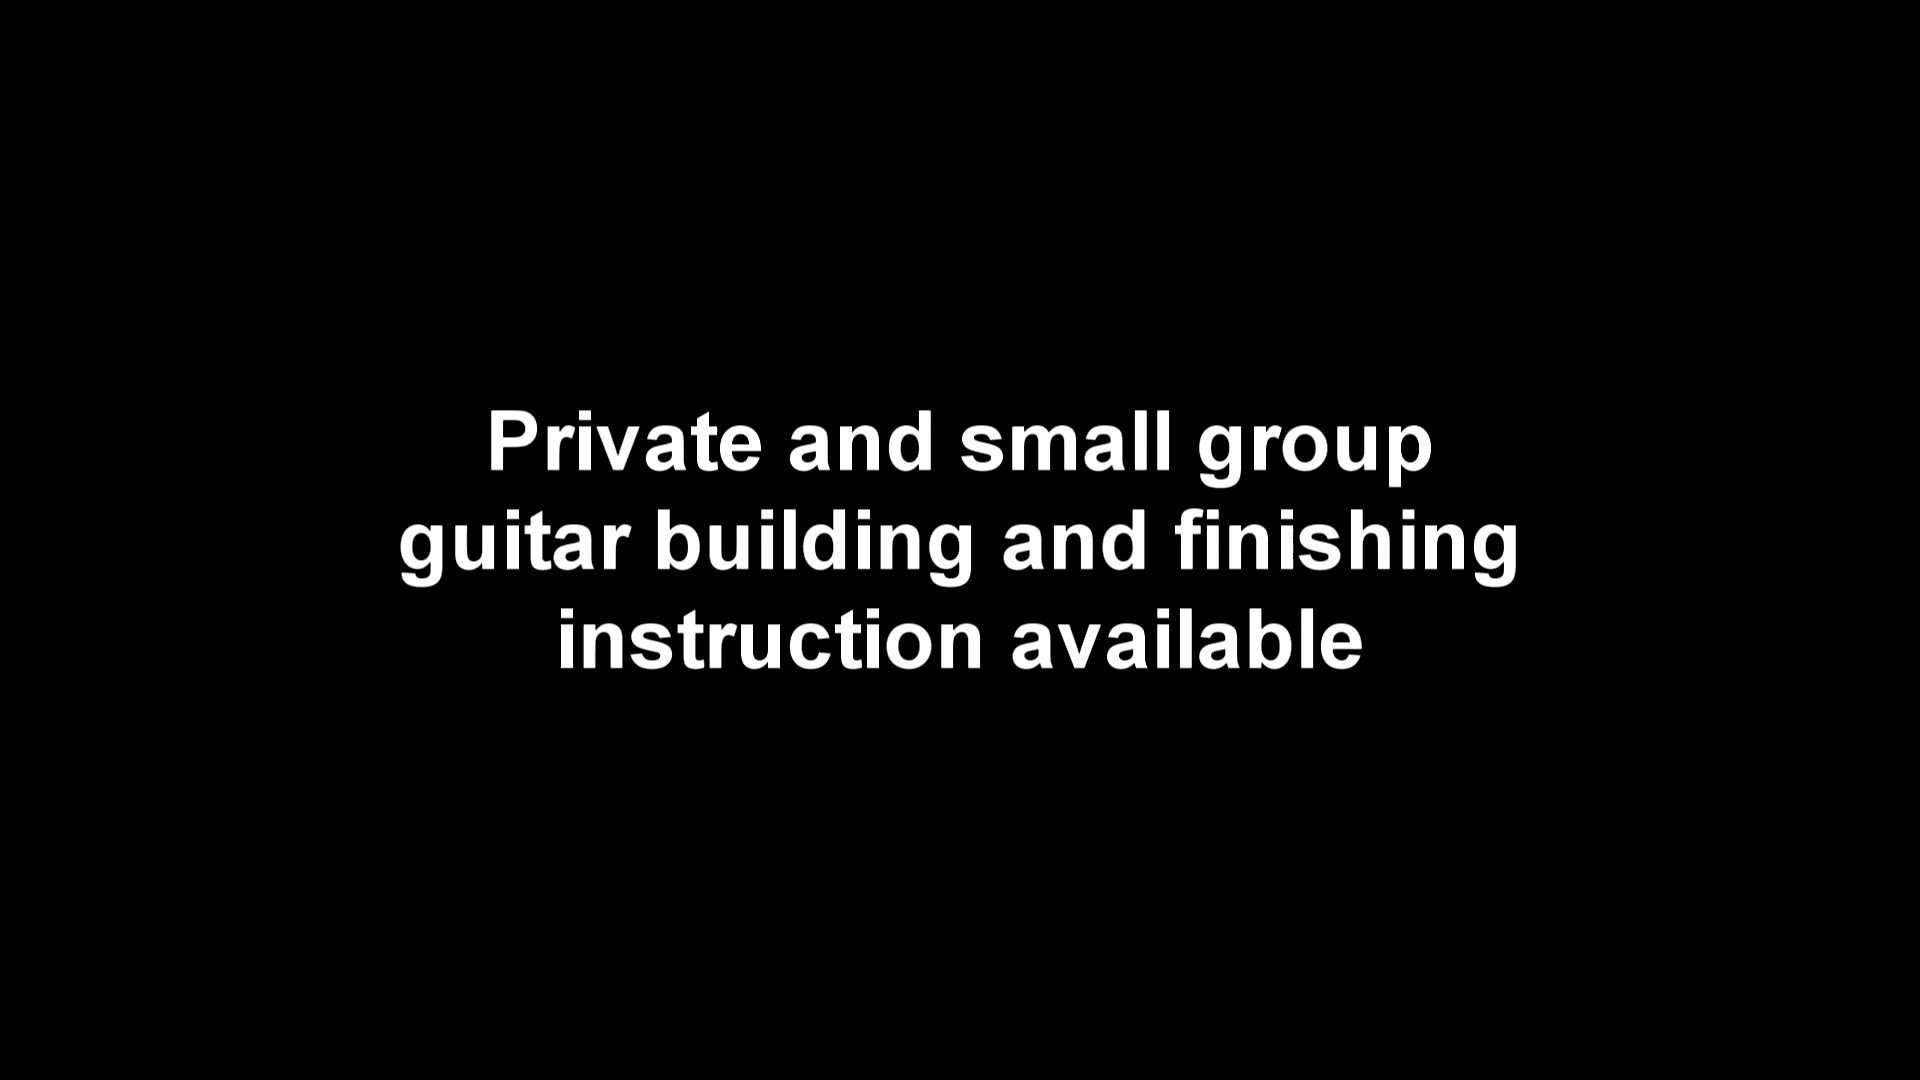 Private and small group
guitar building and finishing
instruction available